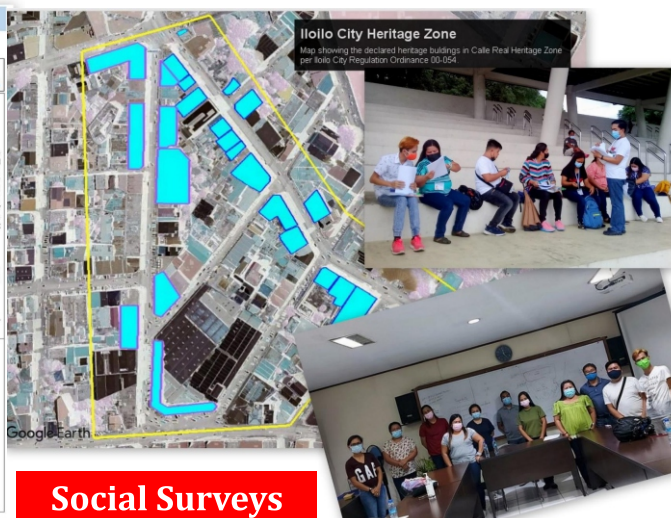 Iloilo City Heritage Zone
Map showing the declared heritage buildings in Calle Real Heritage Zone
per Iloilo City Regulation Ordinance 00-054
Google Earth
GAP
Social Surveys